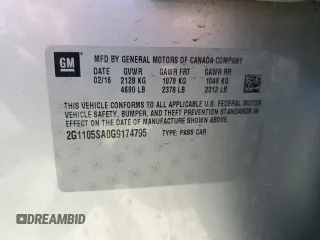 GM
MFD BY GENERAL MOTORS OF CANADA COMPANY
DATE GVWR GAWR FRT GAWR RR
02/16 2128 KG 1079 KG 1049 KG
4690 LB 2378 LB 2312 LB
THIS VEHICLE CONFORMS TO ALL APPLICABLE U.S. FEDERAL MOTOR
VEHICLE SAFETY, BUMPER, AND THEFT PREVENTION STANDARDS IN
EFFECT ON THE DATE OF MANUFACTURE SHOWN ABOVE.
2G1105SA0G9174795 TYPE: PASS CAR
DREAMBID